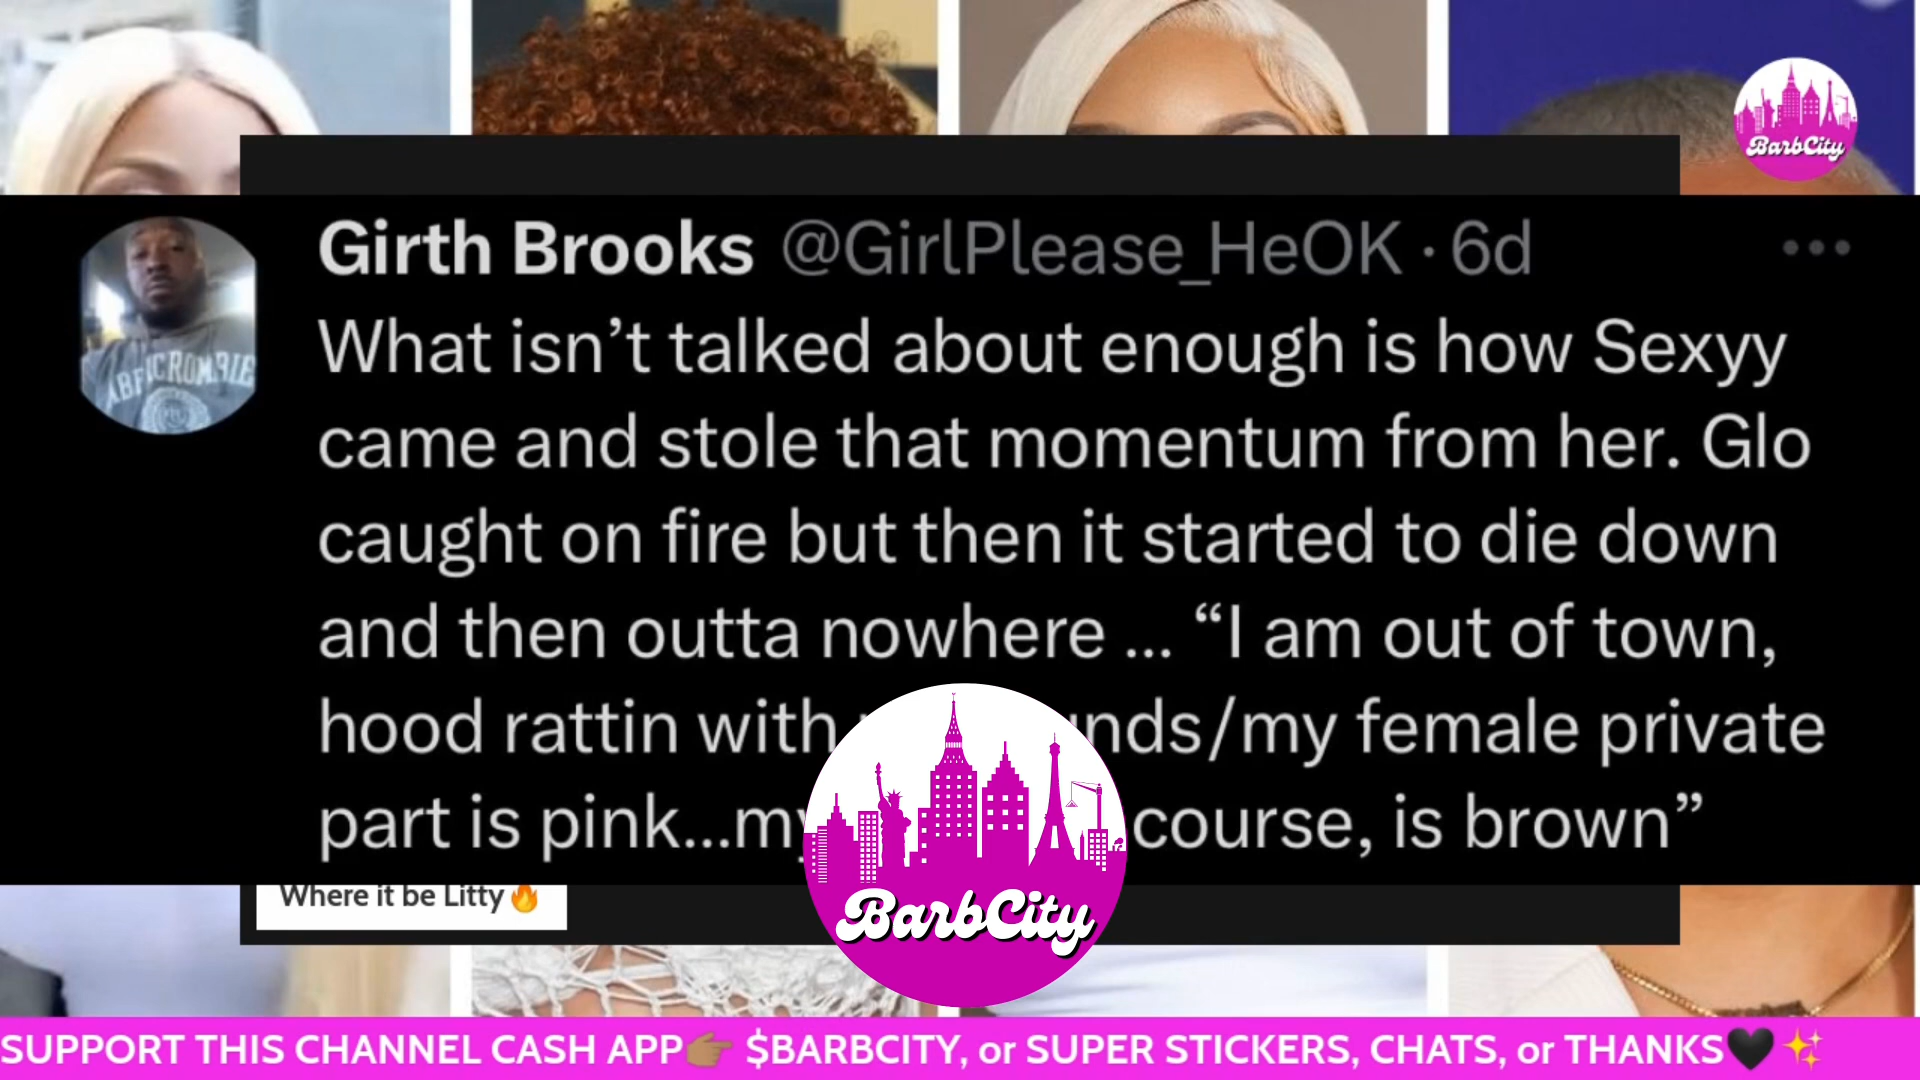 BarbCity
Girth Brooks @GirlPlease_HeOK · 6d
ABERCROMBIE
What isn’t talked about enough is how Sexyy
came and stole that momentum from her. Glo
caught on fire but then it started to die down
and then outta nowhere ... “I am out of town,
hood rattin with nds/my female private
part is pink...my course, is brown”
Where it be Litty🔥
BarbCity
SUPPORT THIS CHANNEL CASH APP👉🏽 $BARBCITY, or SUPER STICKERS, CHATS, or THANKS🖤✨